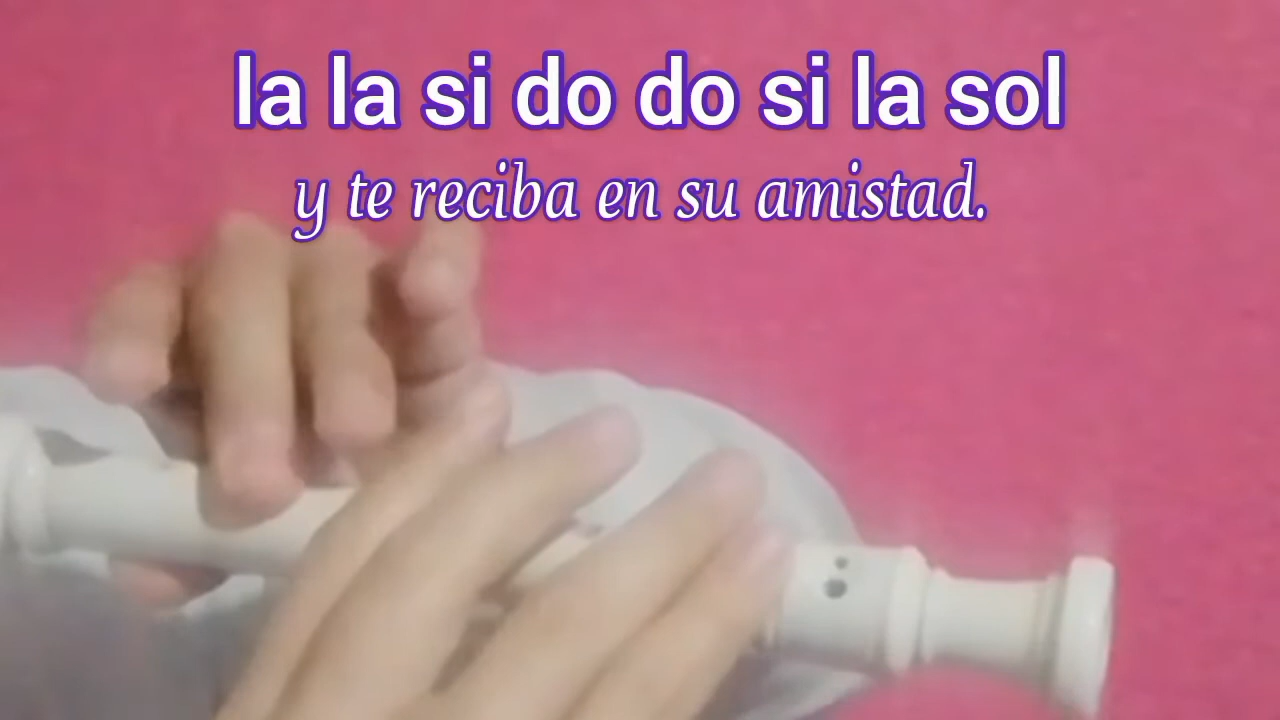 la la si do do si la sol
y te reciba en su amistad.